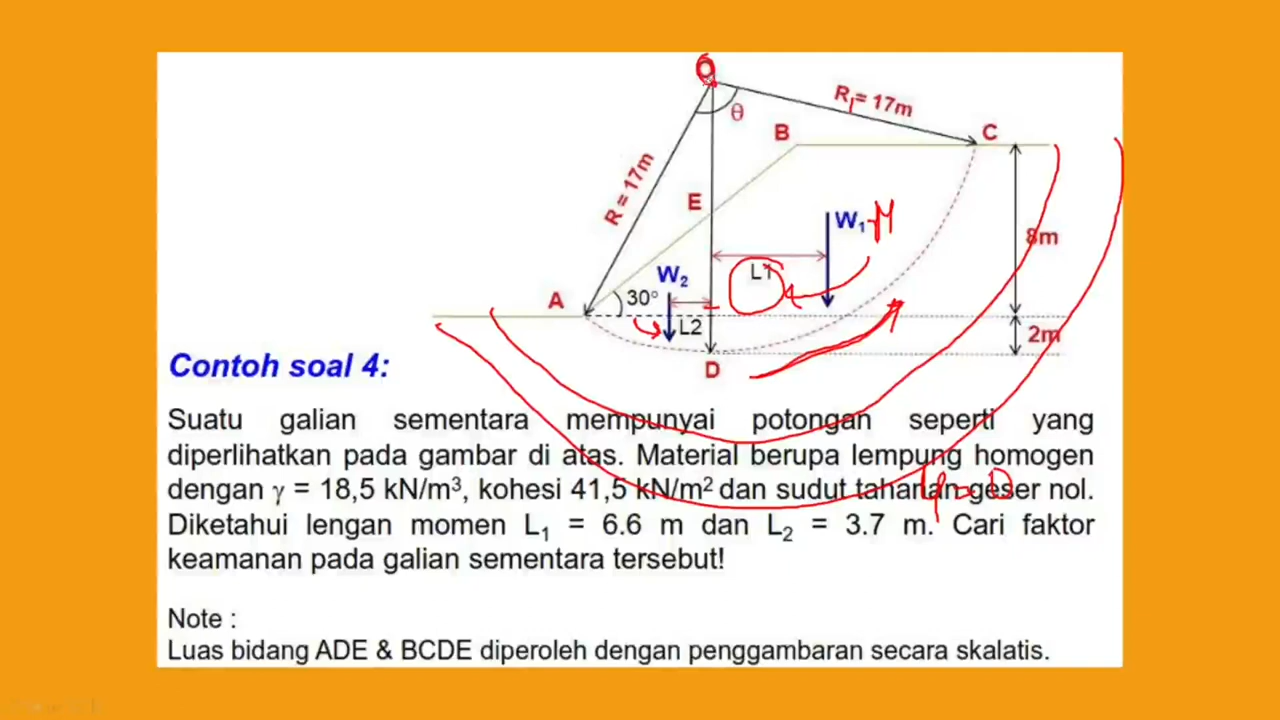 O
θ
R₁= 17m
B
C
R = 17m
E
W₁
M
8m
L1
W₂
A
30°
L2
2m
D
Contoh soal 4:
Suatu galian sementara mempunyai potongan seperti yang
diperlihatkan pada gambar di atas. Material berupa lempung homogen
dengan γ = 18,5 kN/m³, kohesi 41,5 kN/m² dan sudut tahanan geser nol.
Diketahui lengan momen L₁ = 6.6 m dan L₂ = 3.7 m. Cari faktor
keamanan pada galian sementara tersebut!
Note :
Luas bidang ADE & BCDE diperoleh dengan penggambaran secara skalatis.